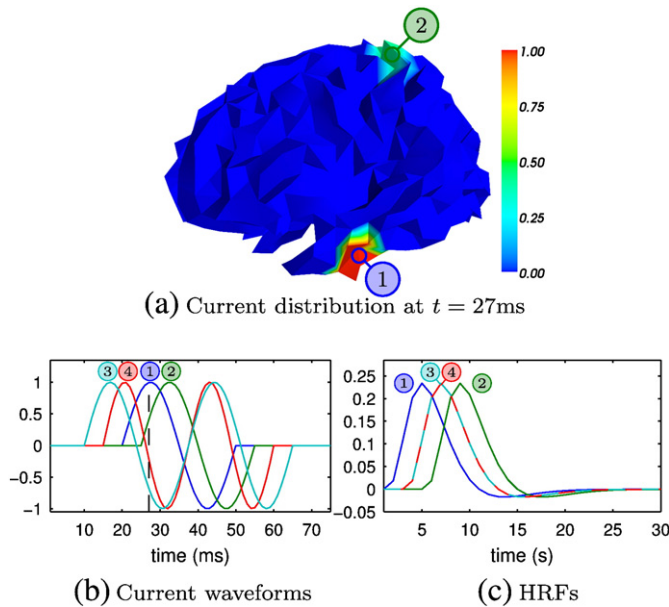 2
1.00
0.75
0.50
0.25
0.00
1
(a) Current distribution at t = 27ms
3 4 1 2
1
0.5
0
−0.5
−1
10 20 30 40 50 60 70
time (ms)
(b) Current waveforms
1 3 4 2
0.25
0.2
0.15
0.1
0.05
0
−0.05
5 10 15 20 25 30
time (s)
(c) HRFs